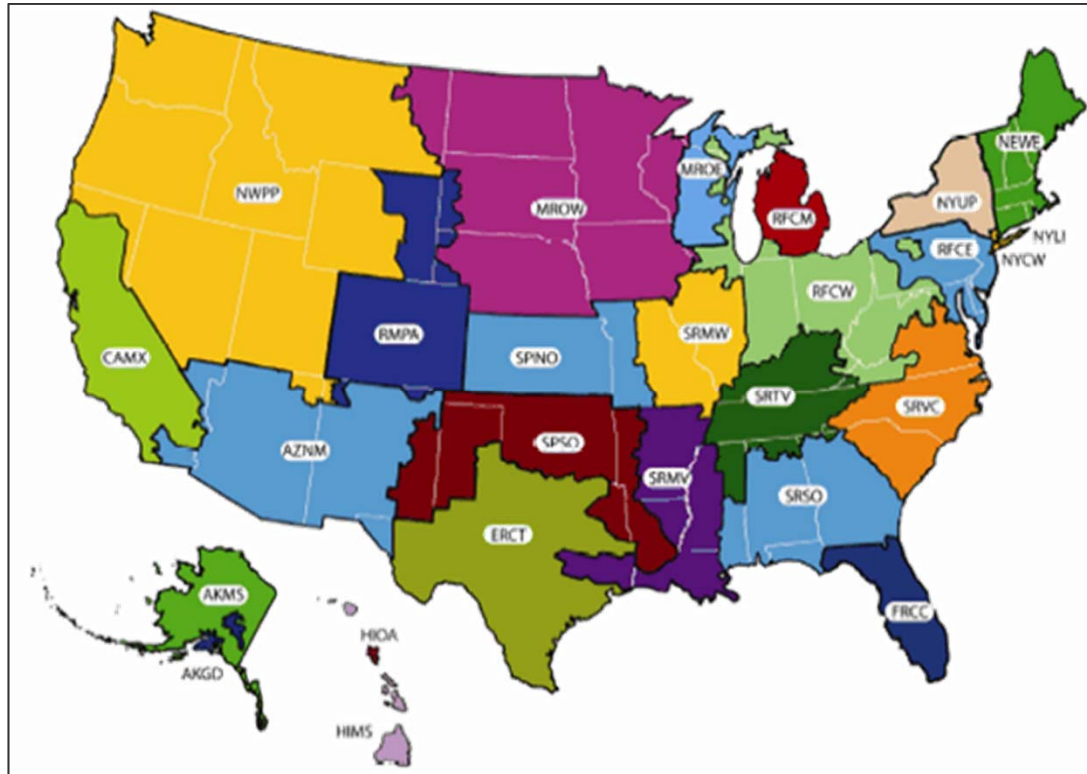 NEWE
MROE
NWPP
NYUP
MROW
RFCM
NYLI
RFCE
NYCW
RFCW
RMPA
SRMW
CAMX
SPNO
SRTV
SRVC
AZNM
SPSO
SRMV
SRSO
ERCT
AKMS
FRCC
HIOA
AKGD
HIMS